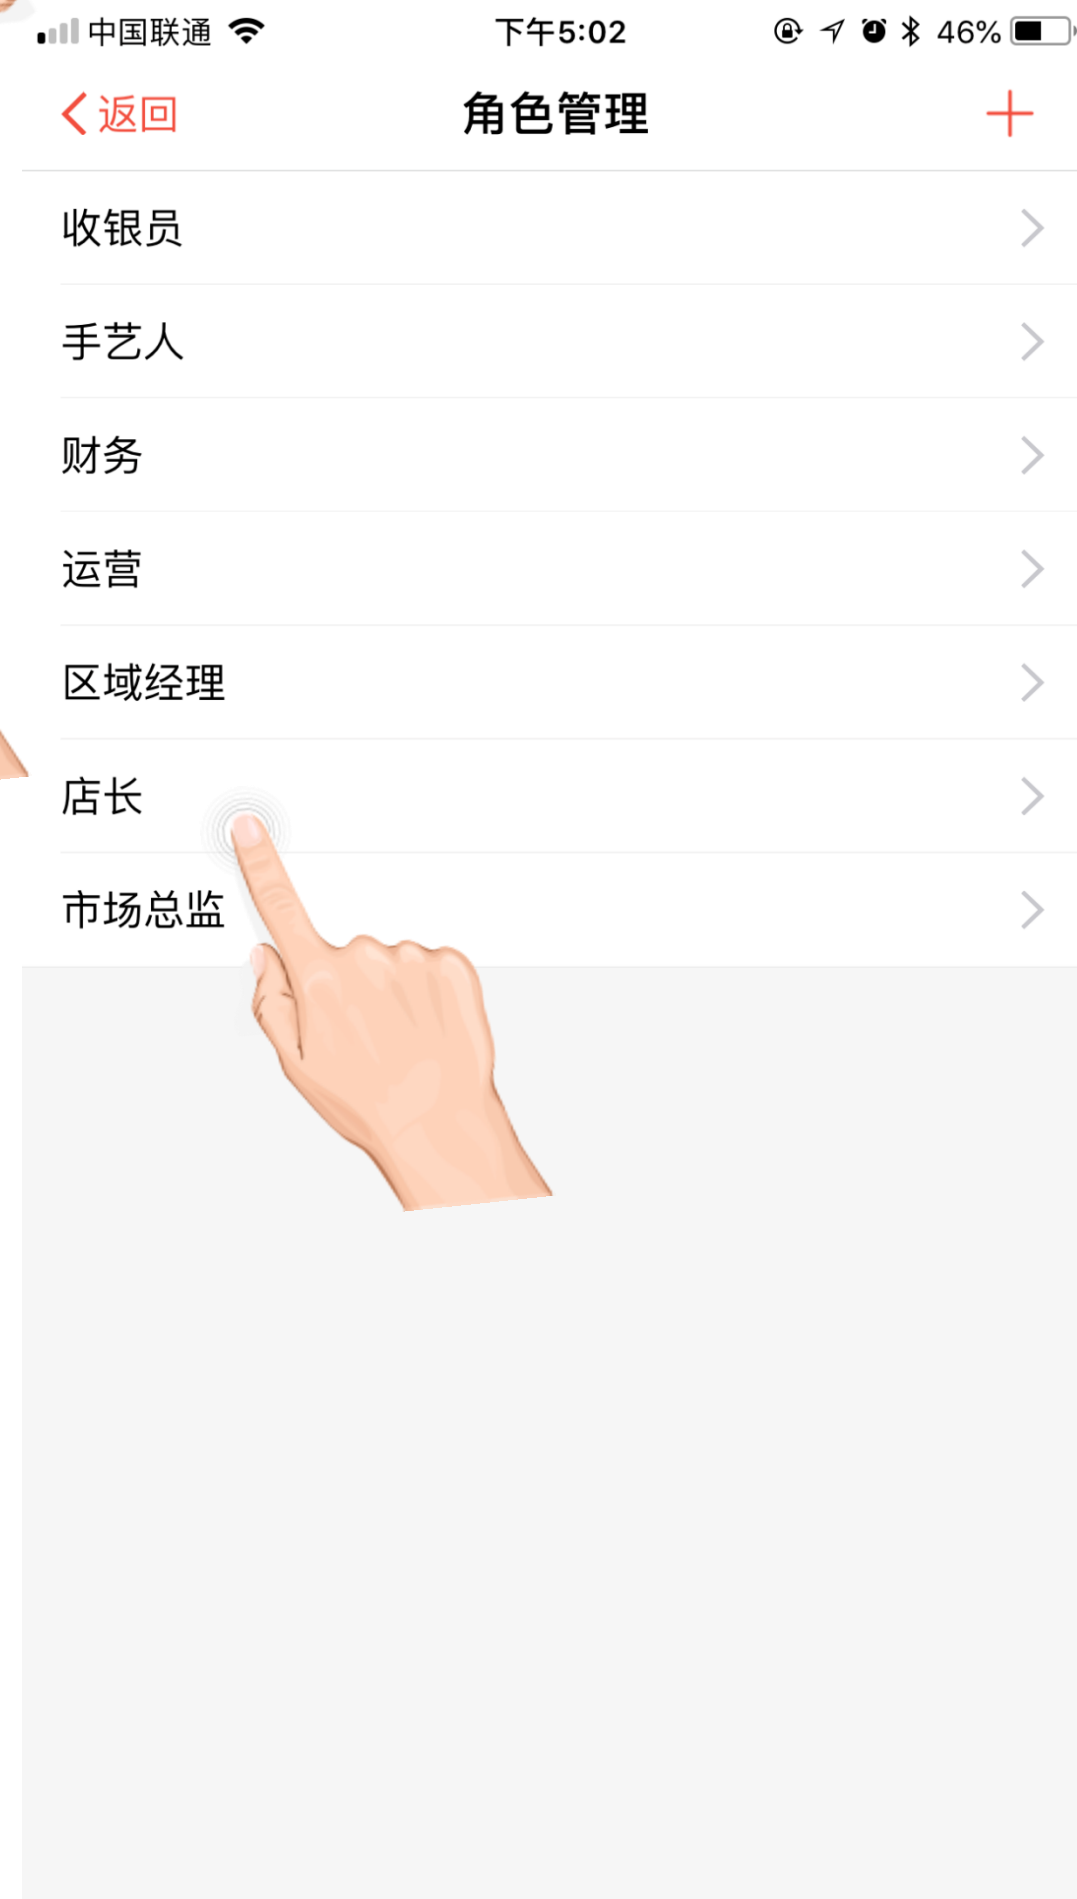 中国联通 下午5:02 46%
返回 角色管理
收银员
手艺人
财务
运营
区域经理
店长
市场总监